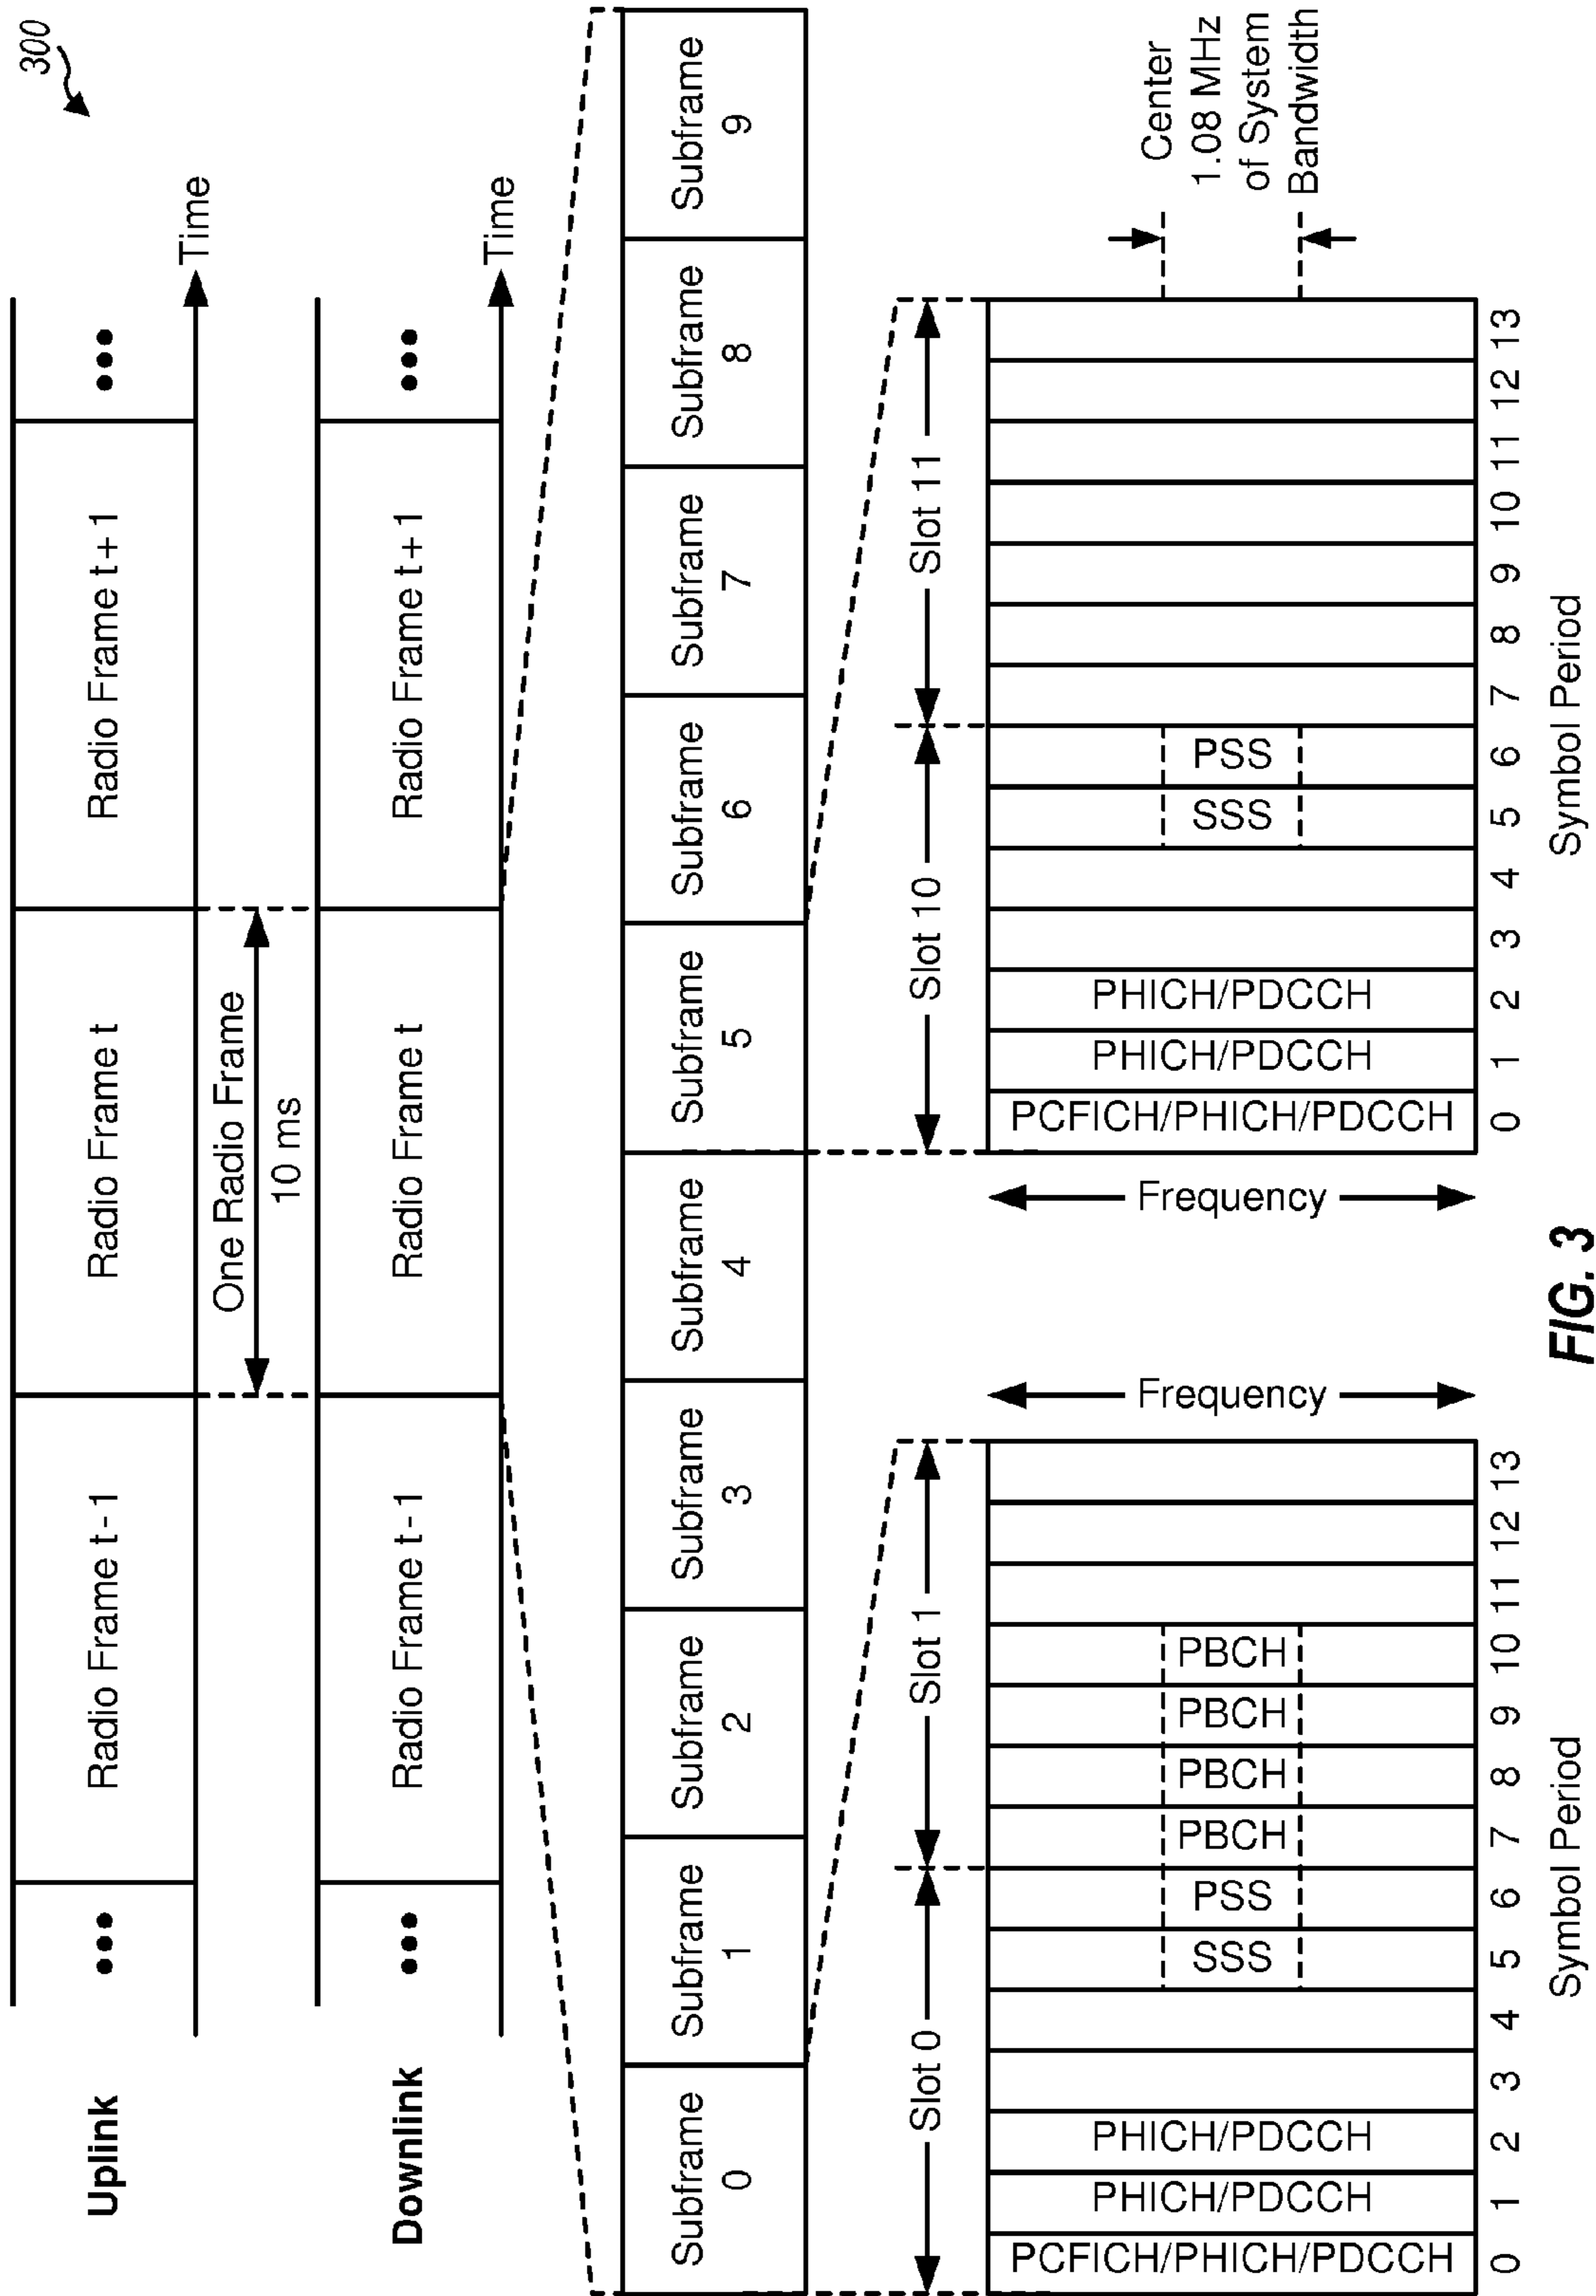 300
Uplink
•••
Radio Frame t-1
Radio Frame t
Radio Frame t+1
•••
Time
One Radio Frame
10 ms
Downlink
•••
Radio Frame t-1
Radio Frame t
Radio Frame t+1
•••
Time
Subframe
0
Subframe
1
Subframe
2
Subframe
3
Subframe
4
Subframe
5
Subframe
6
Subframe
7
Subframe
8
Subframe
9
Slot 0
Slot 1
PCFICH/PHICH/PDCCH
PHICH/PDCCH
PHICH/PDCCH
SSS
PSS
PBCH
PBCH
PBCH
PBCH
Frequency
0 1 2 3 4 5 6 7 8 9 10 11 12 13
Symbol Period
Slot 10
Slot 11
Frequency
PCFICH/PHICH/PDCCH
PHICH/PDCCH
PHICH/PDCCH
SSS
PSS
Center
1.08 MHz
of System
Bandwidth
0 1 2 3 4 5 6 7 8 9 10 11 12 13
Symbol Period
FIG. 3